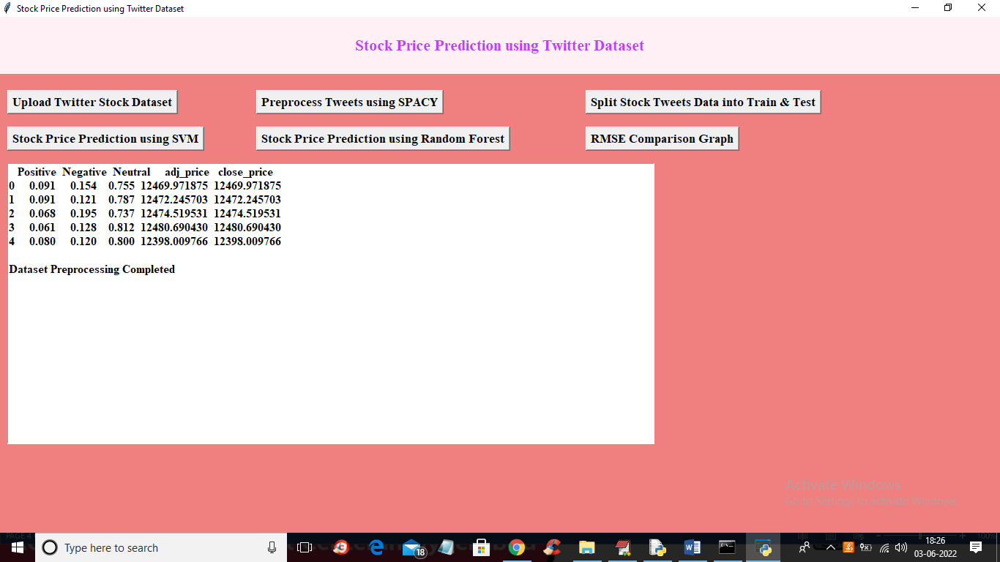 Stock Price Prediction using Twitter Dataset
Stock Price Prediction using Twitter Dataset
Upload Twitter Stock Dataset
Preprocess Tweets using SPACY
Split Stock Tweets Data into Train & Test
Stock Price Prediction using SVM
Stock Price Prediction using Random Forest
RMSE Comparison Graph
Positive Negative Neutral adj_price close_price
0 0.091 0.154 0.755 12469.971875 12469.971875
1 0.091 0.121 0.787 12472.245703 12472.245703
2 0.068 0.195 0.737 12474.519531 12474.519531
3 0.061 0.128 0.812 12480.690430 12480.690430
4 0.080 0.120 0.800 12398.009766 12398.009766
Dataset Preprocessing Completed
Activate Windows
Go to Settings to activate Windows.
PAGE 4
Type here to search
18
100%
18:26
03-06-2022